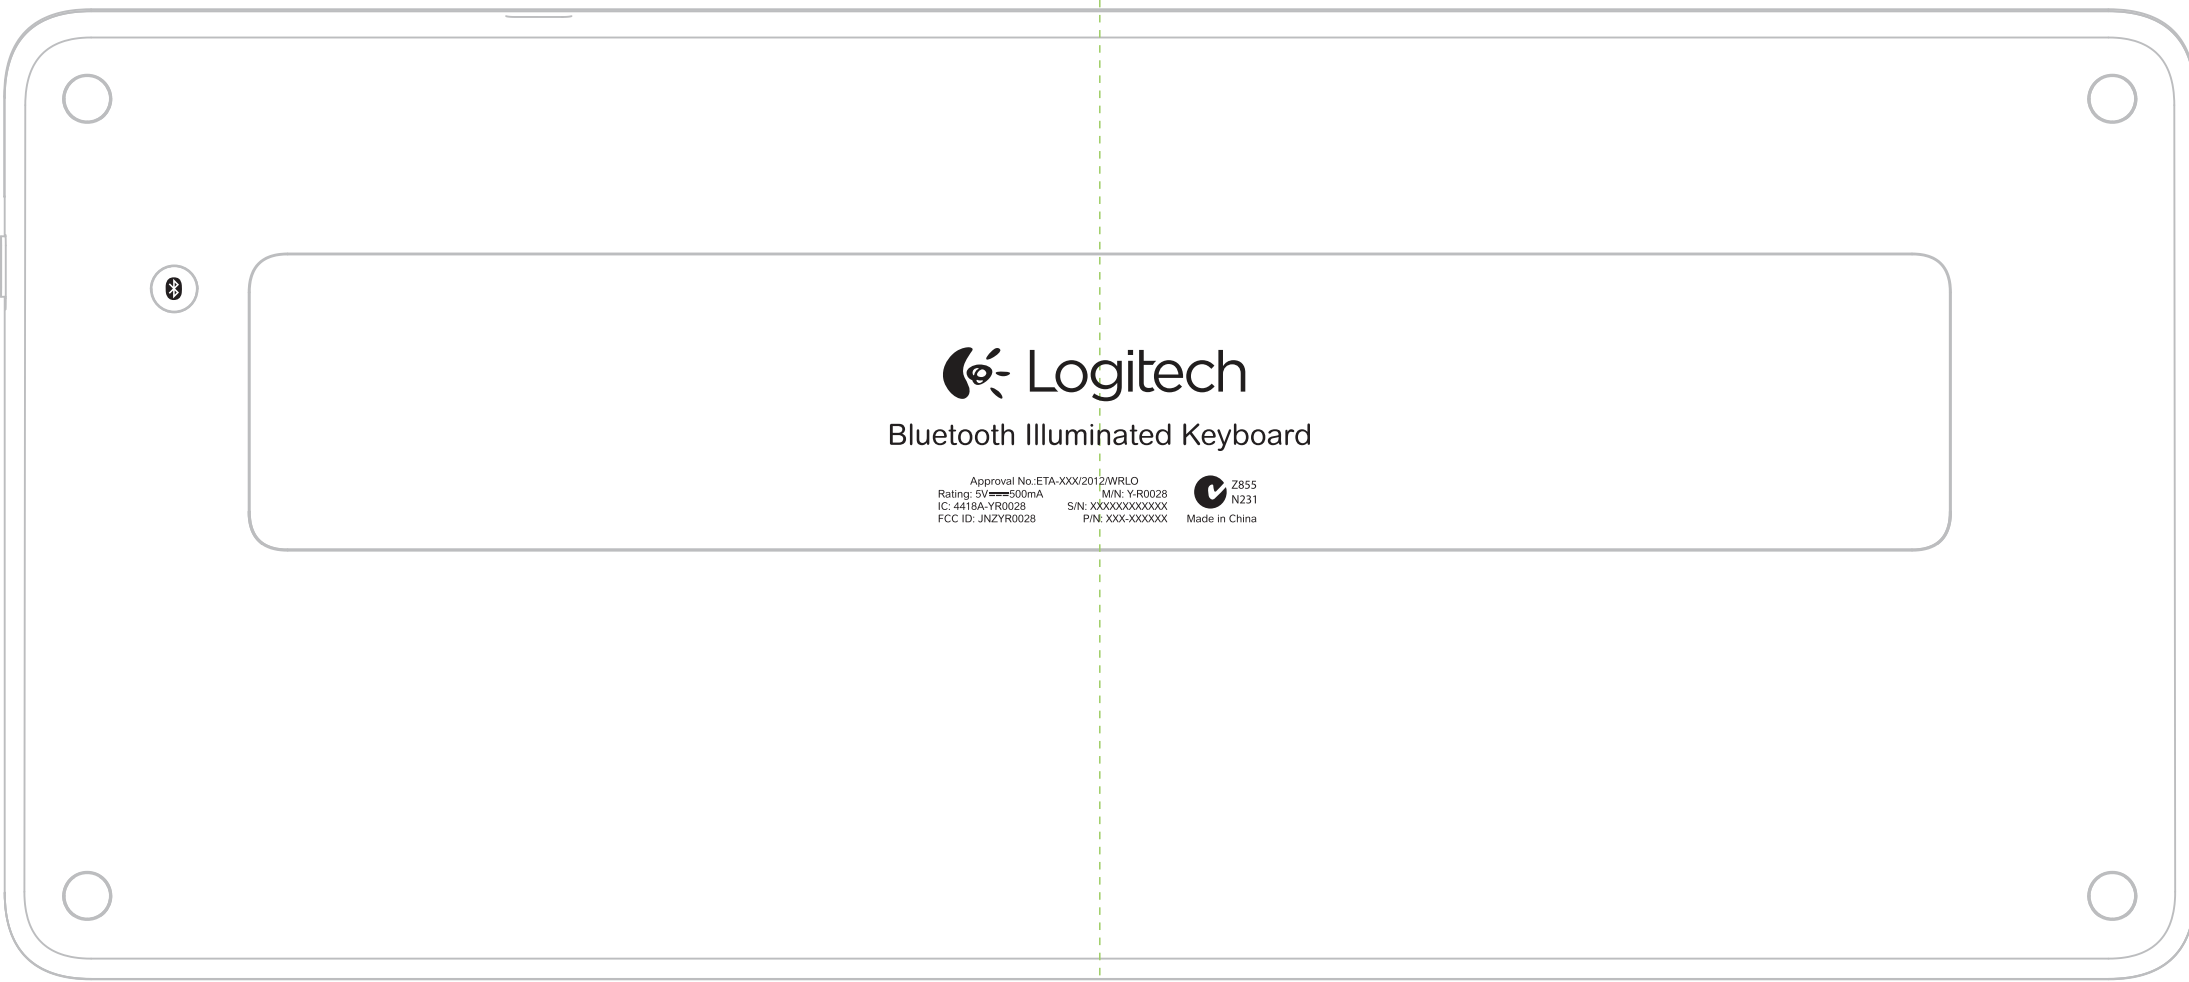 Logitech
Bluetooth Illuminated Keyboard
Approval No.:ETA-XXX/2012/WRLO
Rating: 5V⎓500mA M/N: Y-R0028
IC: 4418A-YR0028 S/N: XXXXXXXXXXXX
FCC ID: JNZYR0028 P/N: XXX-XXXXXX
Z855
N231
Made in China